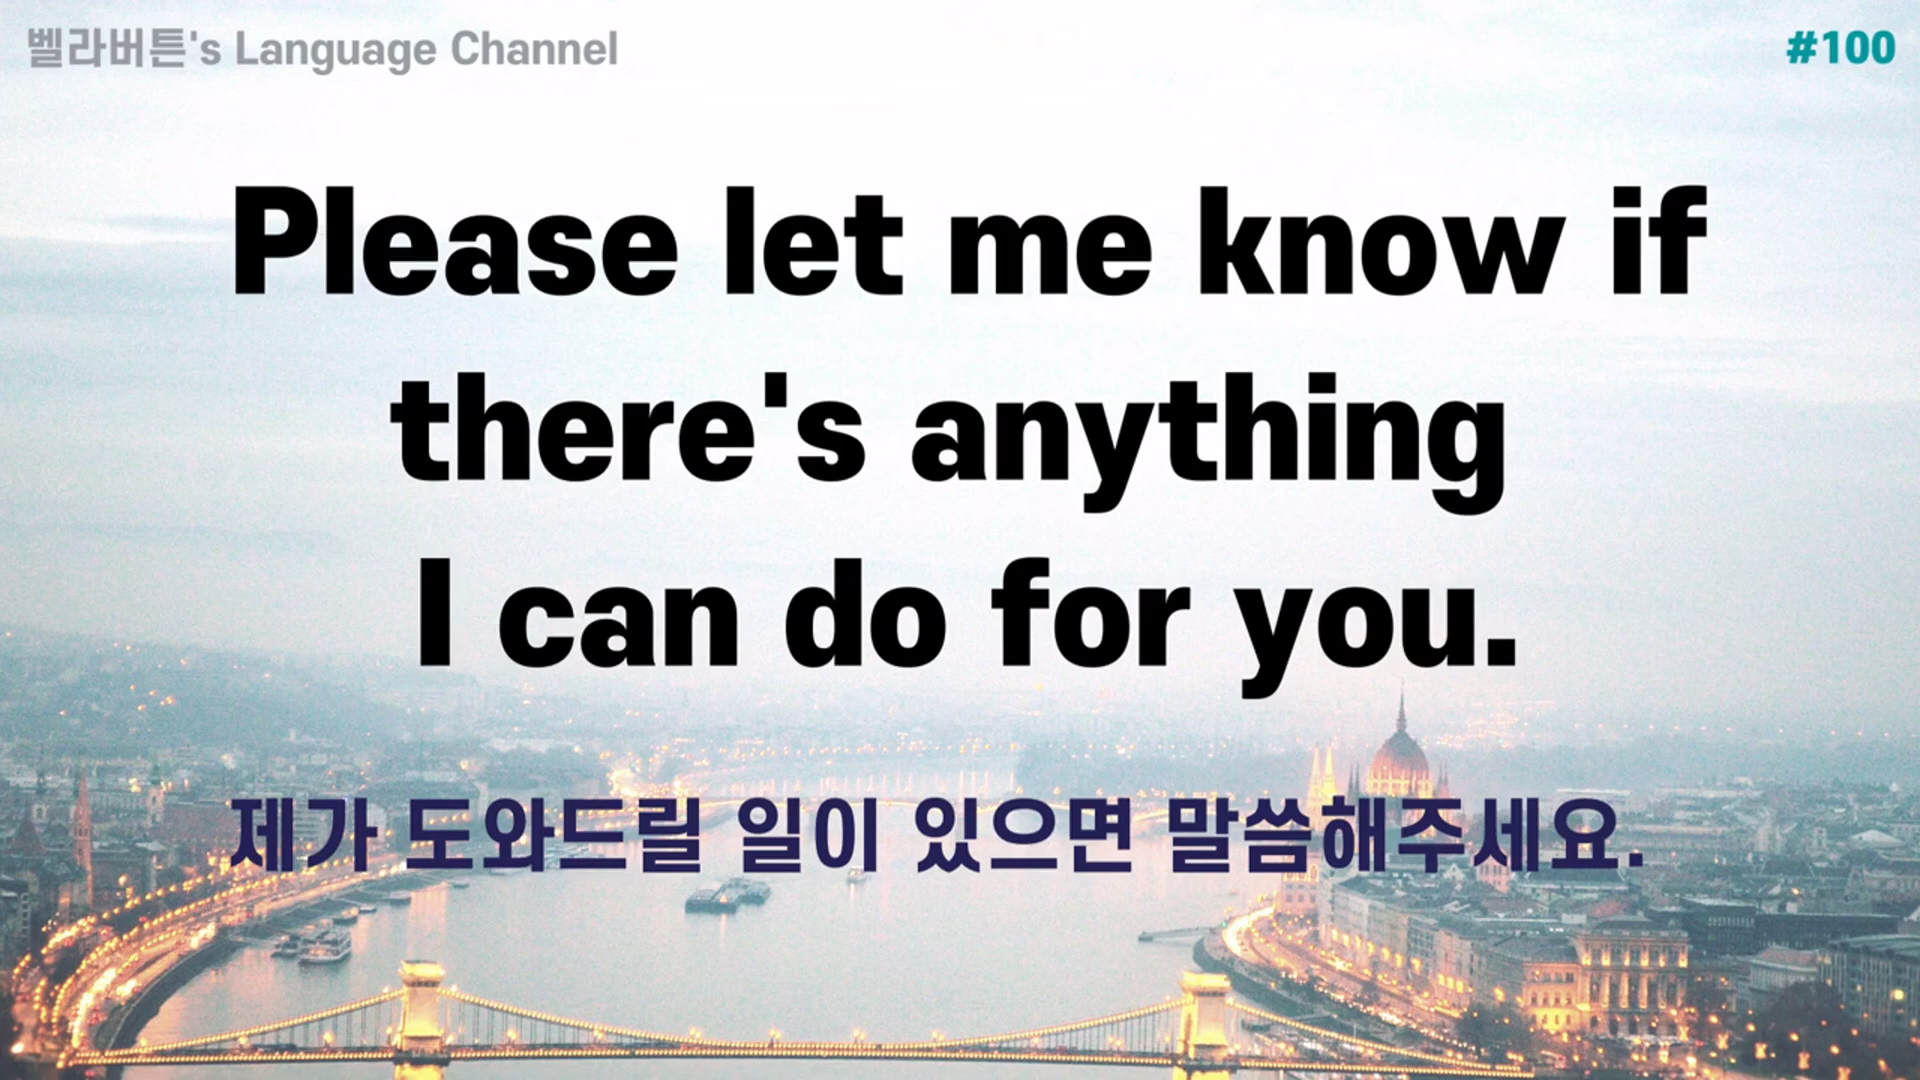 벨라버튼's Language Channel
#100
Please let me know if
there's anything
I can do for you.
제가 도와드릴 일이 있으면 말씀해주세요.